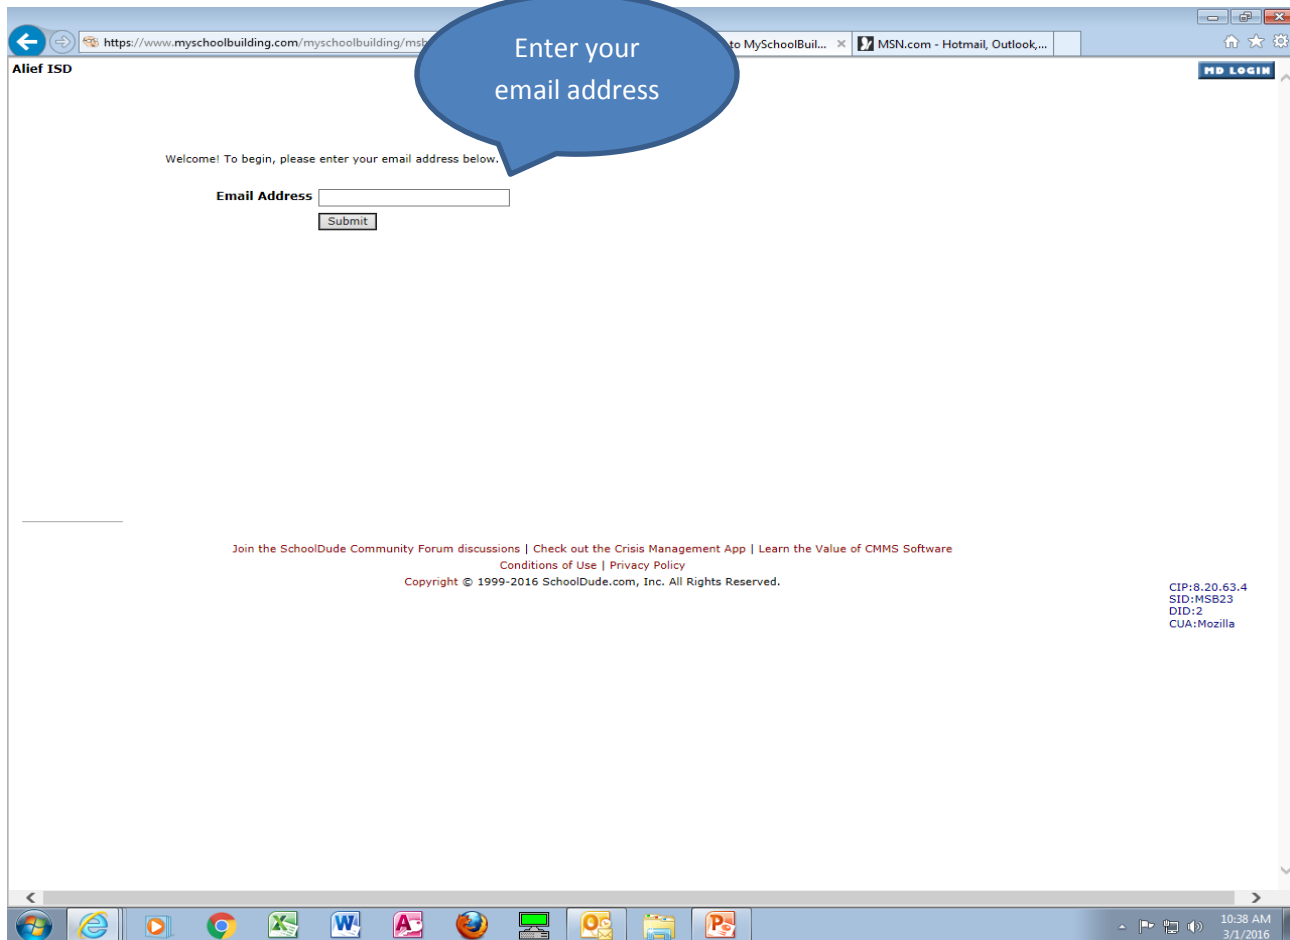 https://www.myschoolbuilding.com/myschoolbuilding/msb
to MySchoolBuil...
MSN.com - Hotmail, Outlook,...
Enter your
email address
Alief ISD
MD LOGIN
Welcome! To begin, please enter your email address below.
Email Address
Submit
Join the SchoolDude Community Forum discussions | Check out the Crisis Management App | Learn the Value of CMMS Software
Conditions of Use | Privacy Policy
Copyright © 1999-2016 SchoolDude.com, Inc. All Rights Reserved.
CIP:8.20.63.4
SID:MSB23
DID:2
CUA:Mozilla
10:38 AM
3/1/2016